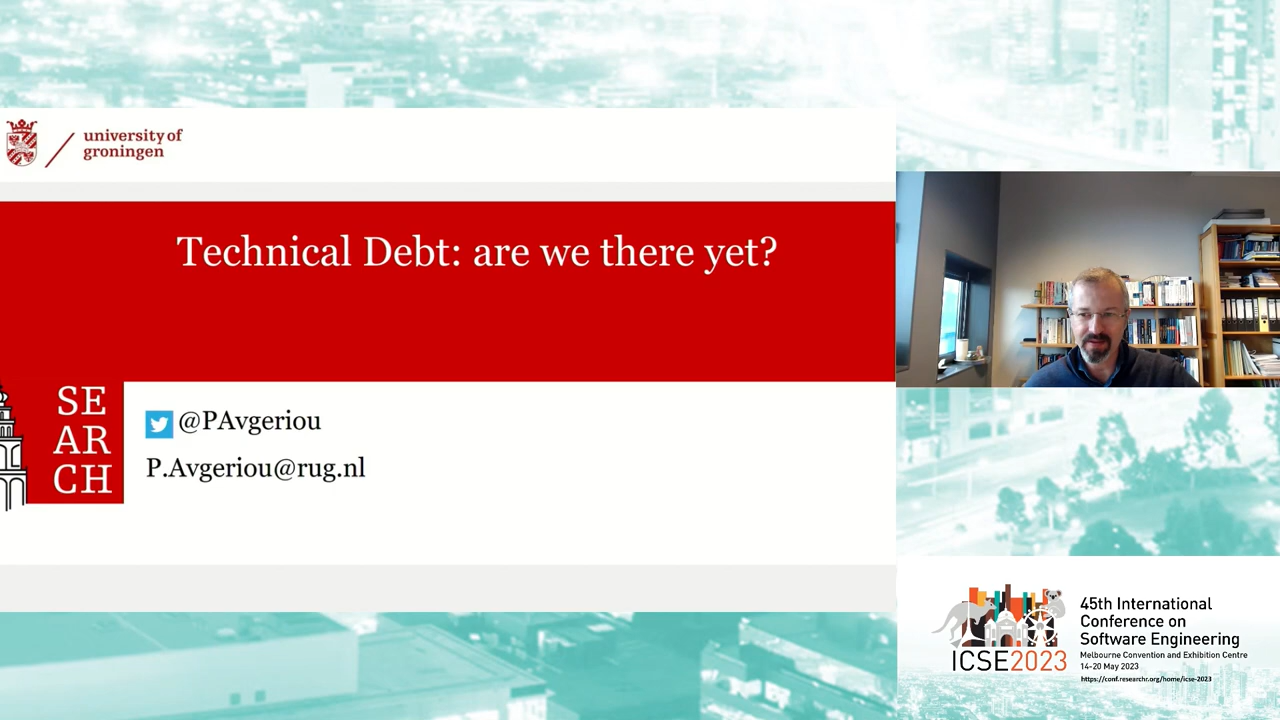 university of
groningen
Technical Debt: are we there yet?
SE
AR
CH
@PAvgeriou
P.Avgeriou@rug.nl
45th International
Conference on
Software Engineering
Melbourne Convention and Exhibition Centre
14-20 May 2023
https://conf.researchr.org/home/icse-2023
ICSE2023